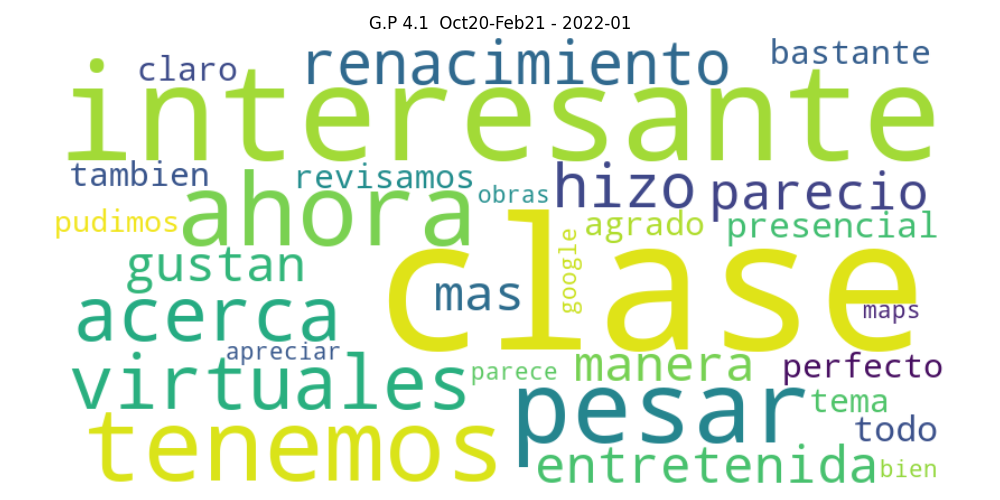 G.P 4.1  Oct20-Feb21 - 2022-01
claro renacimiento bastante
interesante
tambien revisamos obras hizo parecio
pudimos ahora google agrado presencial
gustan clase
acerca mas maps
apreciar
virtuales parece manera perfecto
tenemos pesar tema
todo
entretenida bien